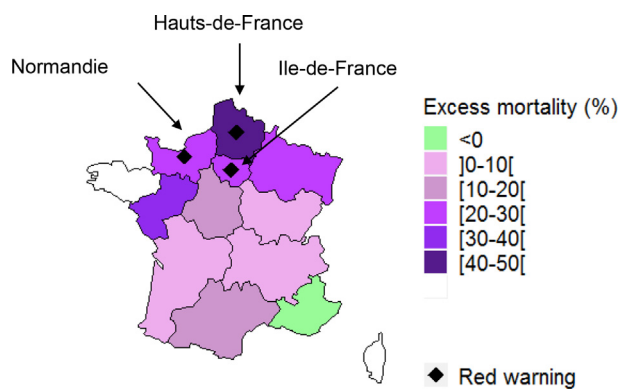 Hauts-de-France
Normandie
Ile-de-France
Excess mortality (%)
<0
]0-10[
[10-20[
[20-30[
[30-40[
[40-50[
Red warning